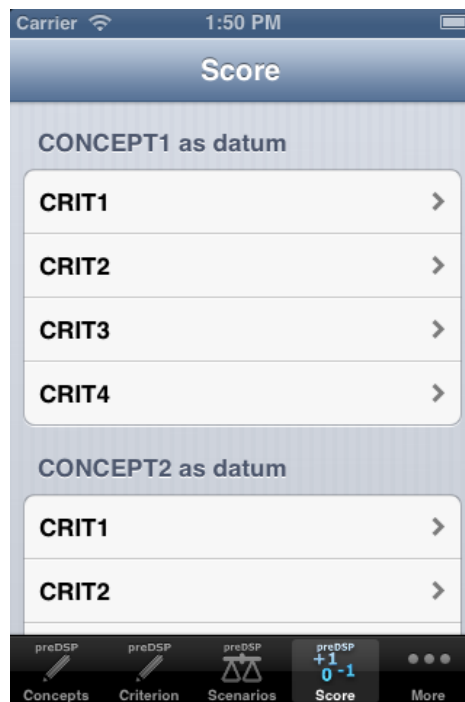 Carrier 1:50 PM
Score
CONCEPT1 as datum
CRIT1
CRIT2
CRIT3
CRIT4
CONCEPT2 as datum
CRIT1
CRIT2
preDSP preDSP preDSP preDSP
+1
0 -1
Concepts Criterion Scenarios Score More